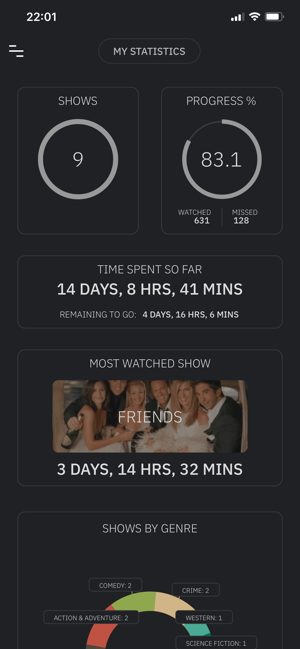 22:01
MY STATISTICS
SHOWS
9
PROGRESS %
83.1
WATCHED
631
MISSED
128
TIME SPENT SO FAR
14 DAYS, 8 HRS, 41 MINS
REMAINING TO GO: 4 DAYS, 16 HRS, 6 MINS
MOST WATCHED SHOW
FRIENDS
3 DAYS, 14 HRS, 32 MINS
SHOWS BY GENRE
COMEDY: 2
CRIME: 2
ACTION & ADVENTURE: 2
WESTERN: 1
SCIENCE FICTION: 1